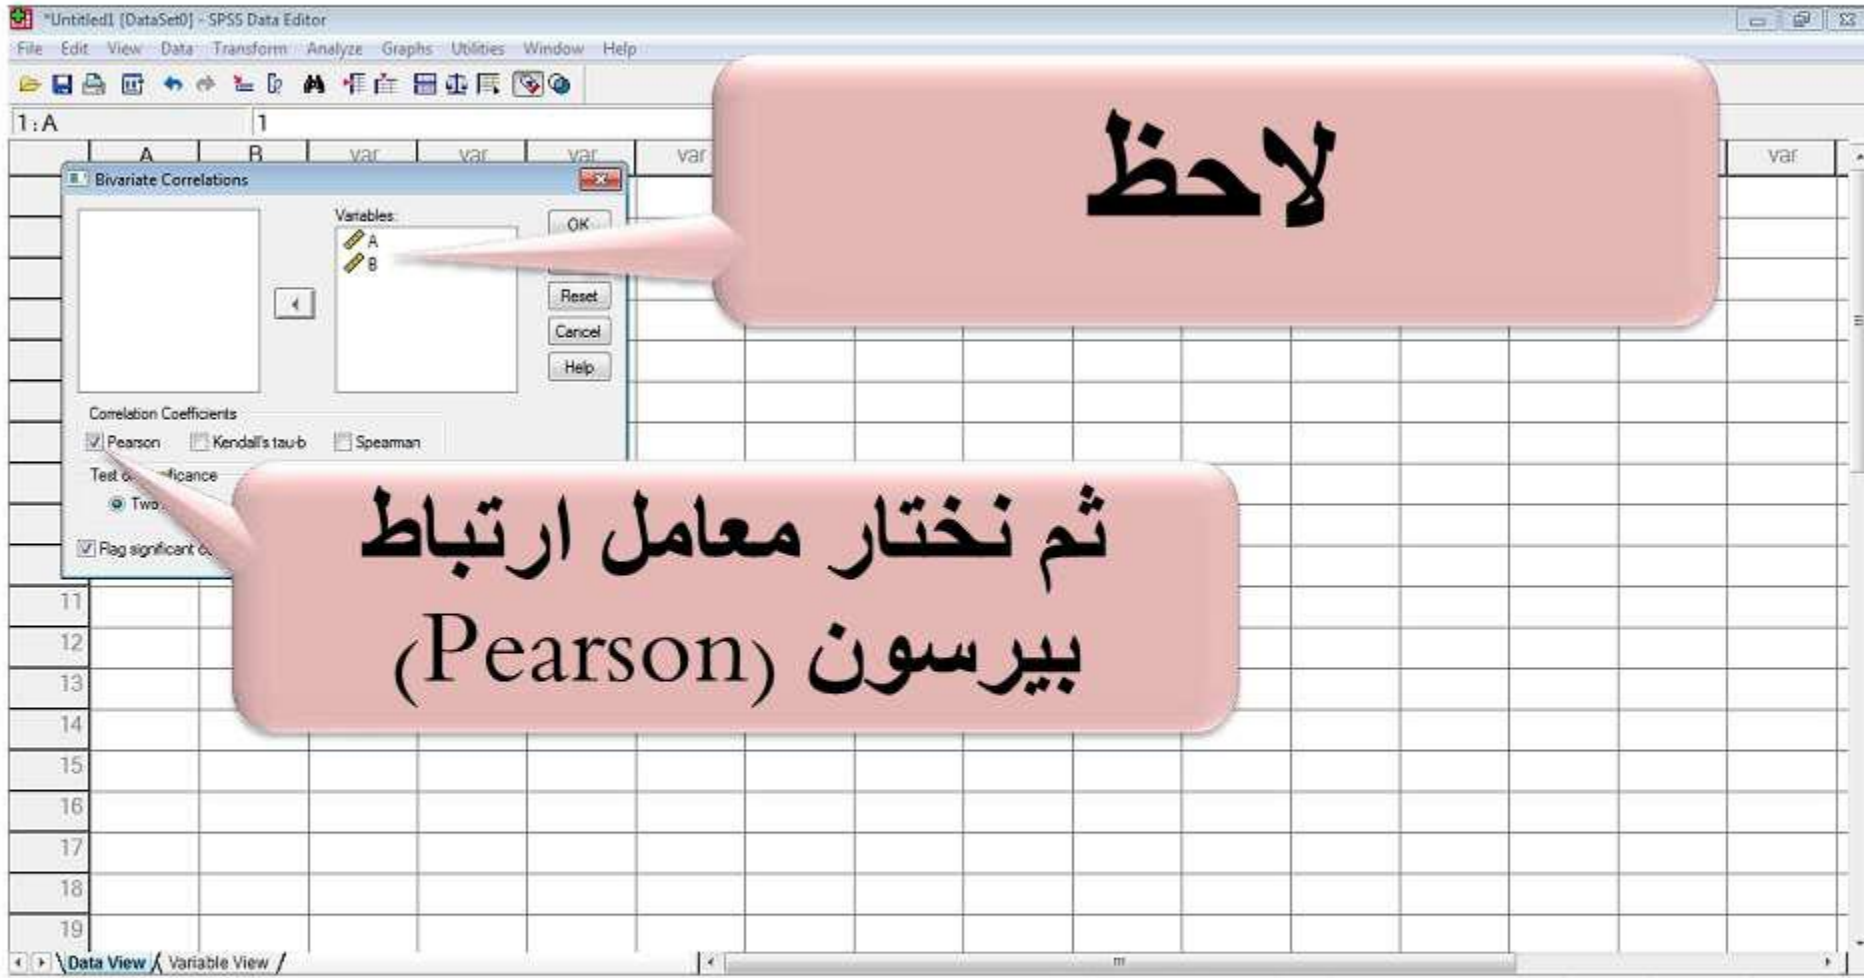 *Untitled1 [DataSet0] - SPSS Data Editor
File Edit View Data Transform Analyze Graphs Utilities Window Help
1:A 1
A B var var var var var
Bivariate Correlations
Variables:
A
B
OK
Reset
Cancel
Help
لاحظ
Correlation Coefficients
Pearson Kendall's tau-b Spearman
Test
Two
Flag significant
ثم نختار معامل ارتباط
بيرسون (Pearson)
11
12
13
14
15
16
17
18
19
Data View Variable View